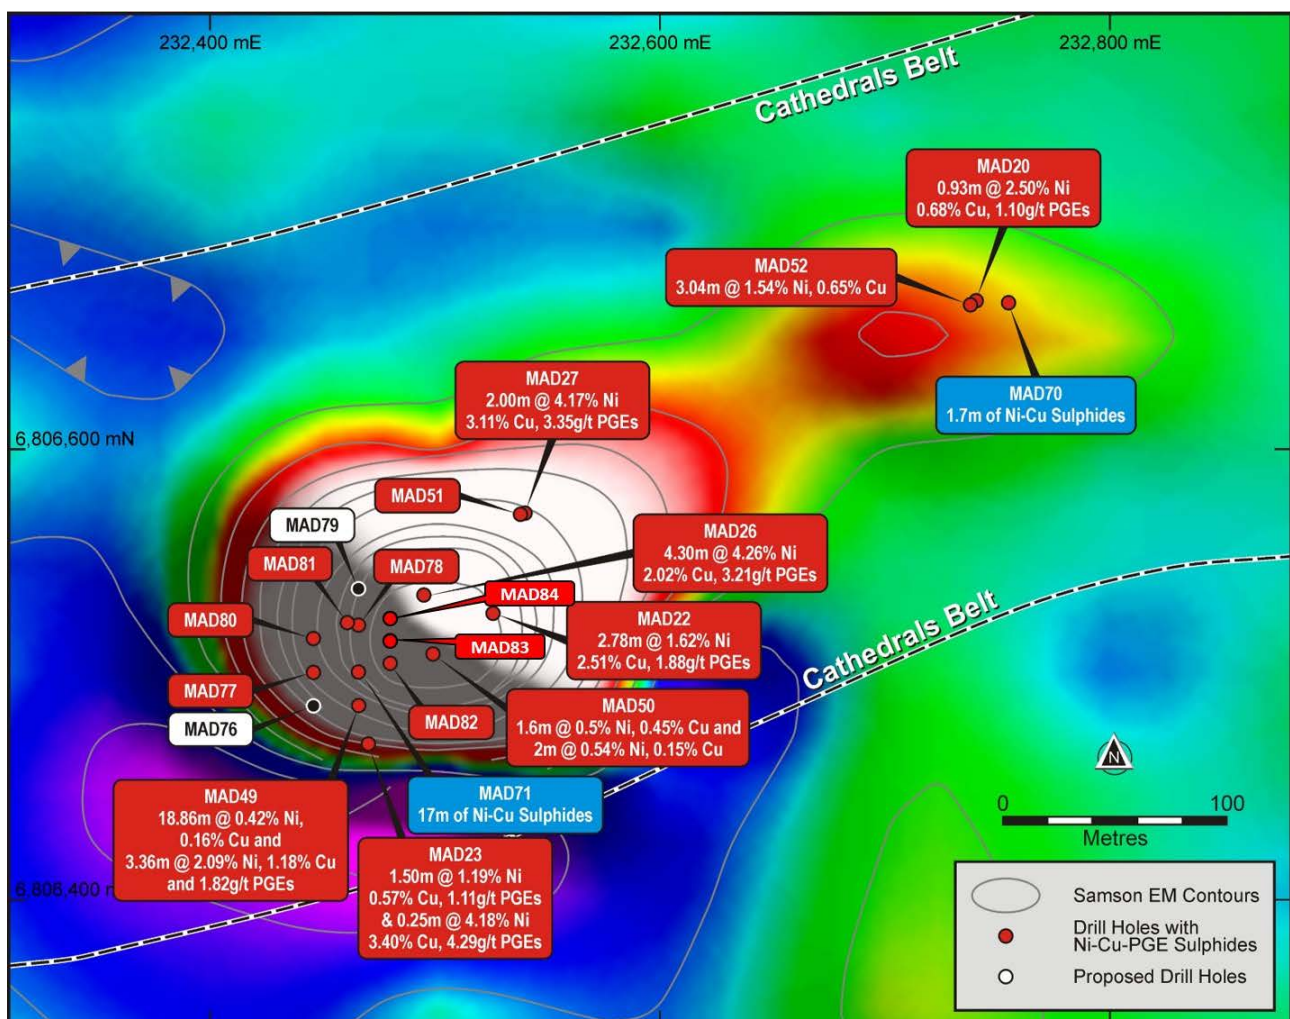 232,400 mE
232,600 mE
232,800 mE
Cathedrals Belt
MAD20
0.93m @ 2.50% Ni
0.68% Cu, 1.10g/t PGEs
MAD52
3.04m @ 1.54% Ni, 0.65% Cu
MAD70
1.7m of Ni-Cu Sulphides
MAD27
2.00m @ 4.17% Ni
3.11% Cu, 3.35g/t PGEs
6,806,600 mN
MAD51
MAD79
MAD26
4.30m @ 4.26% Ni
2.02% Cu, 3.21g/t PGEs
MAD81
MAD78
MAD84
MAD80
MAD22
2.78m @ 1.62% Ni
2.51% Cu, 1.88g/t PGEs
MAD83
Cathedrals Belt
MAD77
MAD76
MAD82
MAD50
1.6m @ 0.5% Ni, 0.45% Cu and
2m @ 0.54% Ni, 0.15% Cu
MAD49
18.86m @ 0.42% Ni,
0.16% Cu and
3.36m @ 2.09% Ni, 1.18% Cu
and 1.82g/t PGEs
MAD71
17m of Ni-Cu Sulphides
MAD23
1.50m @ 1.19% Ni
0.57% Cu, 1.11g/t PGEs
& 0.25m @ 4.18% Ni
3.40% Cu, 4.29g/t PGEs
6,806,400 mN
N
0 100
Metres
Samson EM Contours
Drill Holes with
Ni-Cu-PGE Sulphides
Proposed Drill Holes